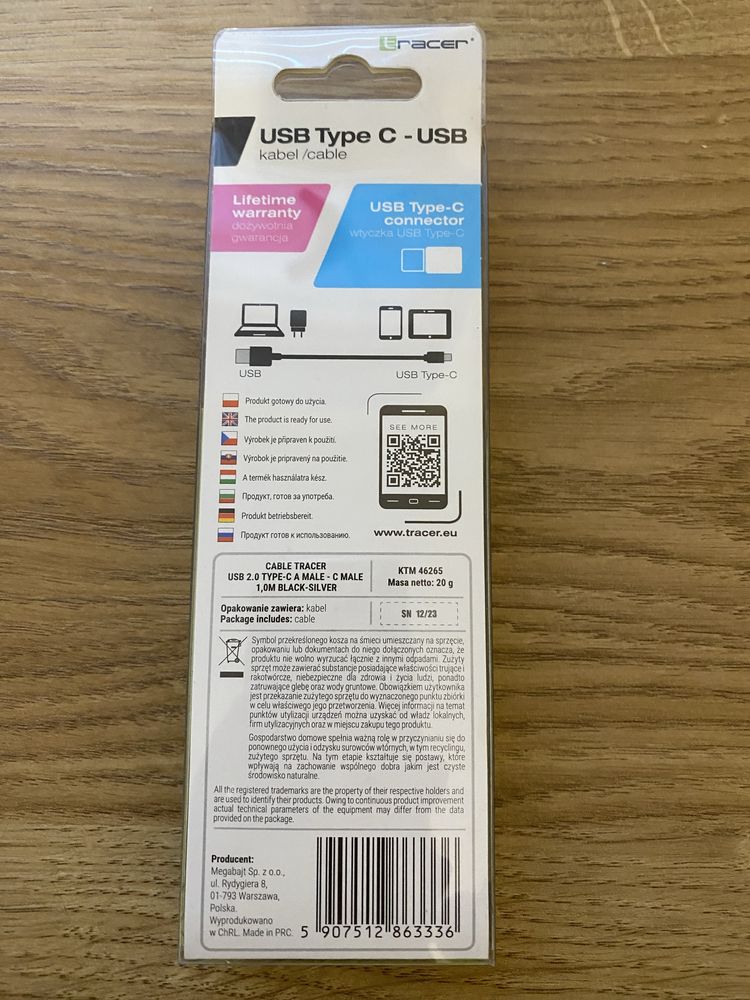 tracer
USB Type C - USB
kabel /cable
Lifetime
warranty
dożywotnia
gwarancja
USB Type-C
connector
wtyczka USB Type-C
USB
USB Type-C
Produkt gotowy do użycia.
The product is ready for use.
Výrobek je připraven k použití.
Výrobok je pripravený na použitie.
A termék használatra kész.
Продукт, готов за употреба.
Produkt betriebsbereit.
Продукт готов к использованию.
SEE MORE
www.tracer.eu
CABLE TRACER
USB 2.0 TYPE-C A MALE - C MALE
1,0M BLACK-SILVER
KTM 46265
Masa netto: 20 g
Opakowanie zawiera: kabel
Package includes: cable
SN 12/23
Symbol przekreślonego kosza na śmieci umieszczany na sprzęcie,
opakowaniu lub dokumentach do niego dołączonych oznacza, że
produktu nie wolno wyrzucać łącznie z innymi odpadami. Zużyty
sprzęt może zawierać substancje posiadające właściwości trujące i
rakotwórcze, niebezpieczne dla zdrowia i życia ludzi, ponadto
zatruwające glebę oraz wody gruntowe. Obowiązkiem użytkownika
jest przekazanie zużytego sprzętu do wyznaczonego punktu zbiórki
w celu właściwego jego przetworzenia. Więcej informacji na temat
punktów utylizacji urządzeń można uzyskać od władz lokalnych,
firm utylizacyjnych oraz w miejscu zakupu tego produktu.
Gospodarstwo domowe spełnia ważną rolę w przyczynianiu się do
ponownego użycia i odzysku surowców wtórnych, w tym recyclingu,
zużytego sprzętu. Na tym etapie kształtuje się postawy, które
wpływają na zachowanie wspólnego dobra jakim jest czyste
środowisko naturalne.
All the registered trademarks are the property of their respective holders and
are used to identify their products. Owing to continuous product improvement
actual technical parameters of the equipment may differ from the data
provided on the package.
Producent:
Megabajt Sp. z o.o.,
ul. Rydygiera 8,
01-793 Warszawa,
Polska.
Wyprodukowano
w ChRL. Made in PRC.
5 907512 863336